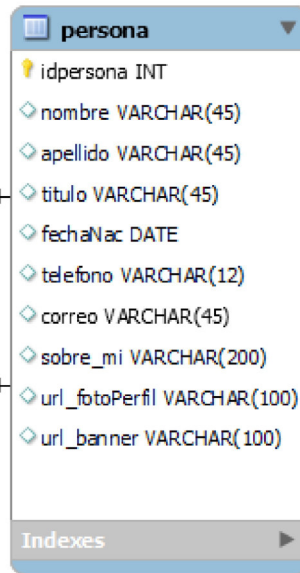 persona
idpersona INT
nombre VARCHAR(45)
apellido VARCHAR(45)
titulo VARCHAR(45)
fechaNac DATE
telefono VARCHAR(12)
correo VARCHAR(45)
sobre_mi VARCHAR(200)
url_fotoPerfil VARCHAR(100)
url_banner VARCHAR(100)
Indexes